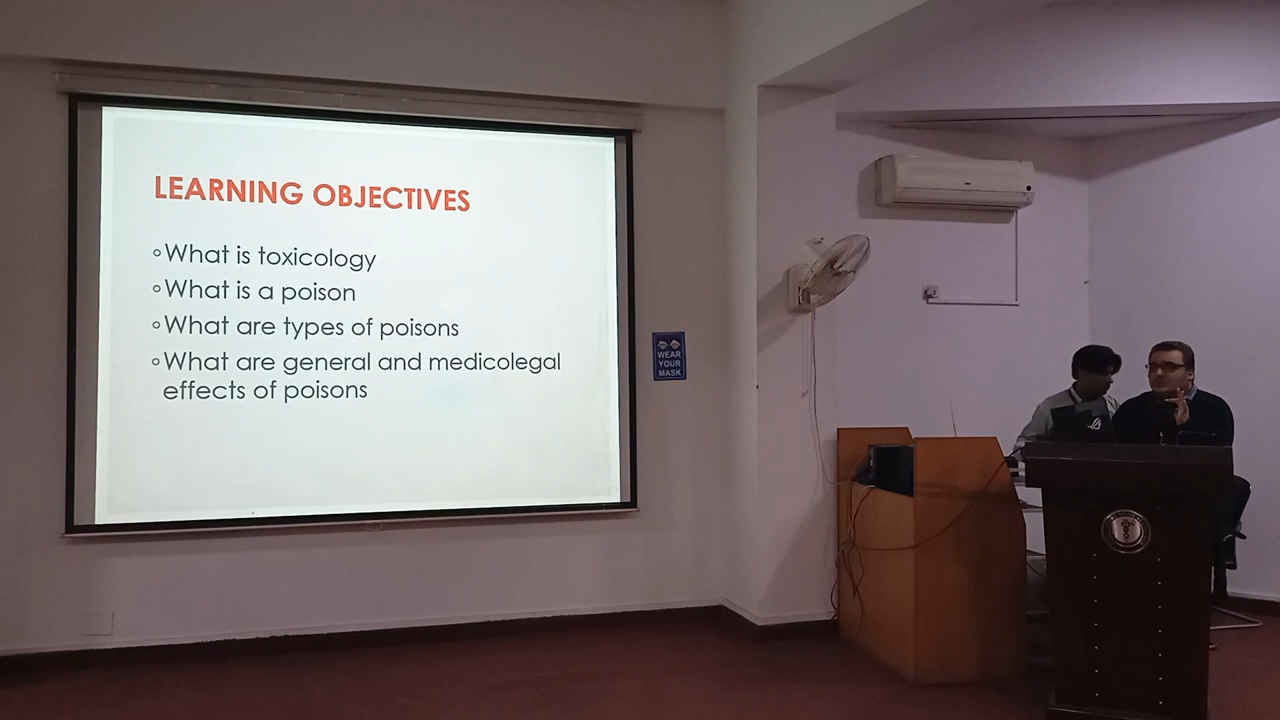 LEARNING OBJECTIVES
◦What is toxicology
◦What is a poison
◦What are types of poisons
◦What are general and medicolegal
effects of poisons
WEAR
YOUR
MASK